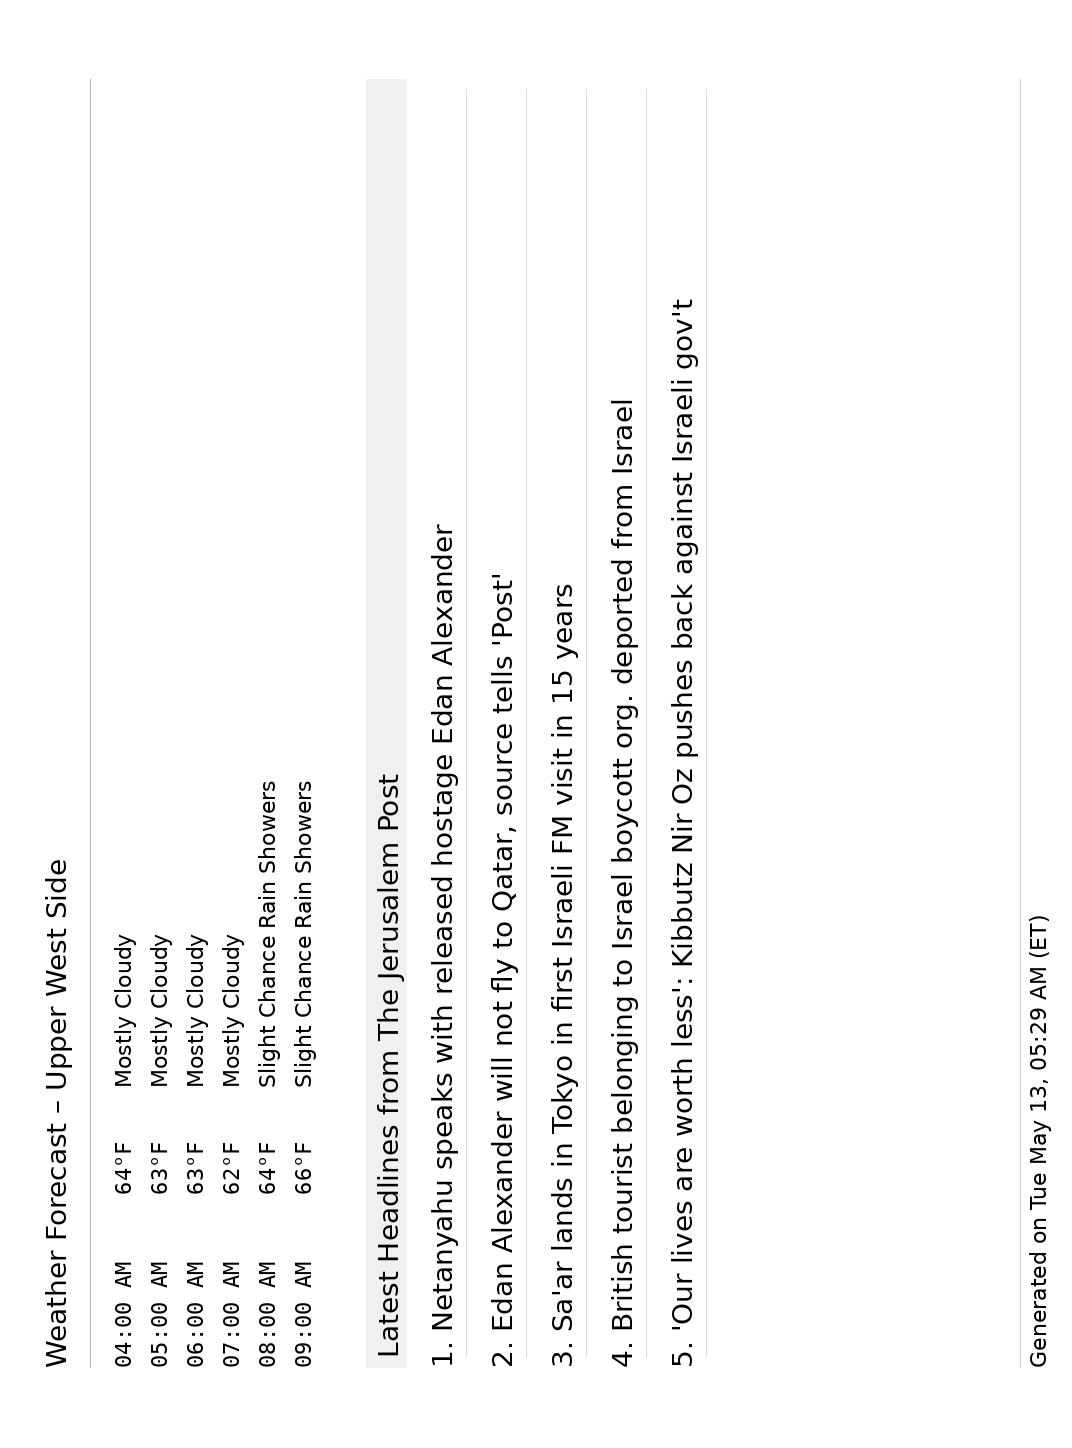 Weather Forecast – Upper West Side
04:00 AM 64°F Mostly Cloudy
05:00 AM 63°F Mostly Cloudy
06:00 AM 63°F Mostly Cloudy
07:00 AM 62°F Mostly Cloudy
08:00 AM 64°F Slight Chance Rain Showers
09:00 AM 66°F Slight Chance Rain Showers
Latest Headlines from The Jerusalem Post
1. Netanyahu speaks with released hostage Edan Alexander
2. Edan Alexander will not fly to Qatar, source tells 'Post'
3. Sa'ar lands in Tokyo in first Israeli FM visit in 15 years
4. British tourist belonging to Israel boycott org. deported from Israel
5. 'Our lives are worth less': Kibbutz Nir Oz pushes back against Israeli gov't
Generated on Tue May 13, 05:29 AM (ET)